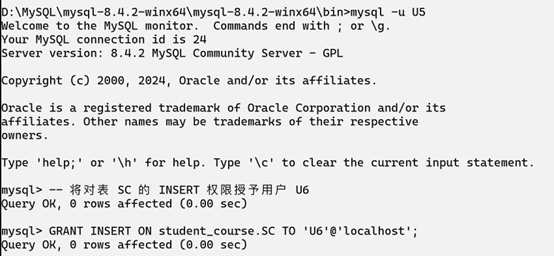 D:\MySQL\mysql-8.4.2-winx64\mysql-8.4.2-winx64\bin>mysql -u U5
Welcome to the MySQL monitor.  Commands end with ; or \g.
Your MySQL connection id is 24
Server version: 8.4.2 MySQL Community Server - GPL
Copyright (c) 2000, 2024, Oracle and/or its affiliates.
Oracle is a registered trademark of Oracle Corporation and/or its
affiliates. Other names may be trademarks of their respective
owners.
Type 'help;' or '\h' for help. Type '\c' to clear the current input statement.
mysql> -- 将对表 SC 的 INSERT 权限授予用户 U6
Query OK, 0 rows affected (0.00 sec)
mysql> GRANT INSERT ON student_course.SC TO 'U6'@'localhost';
Query OK, 0 rows affected (0.00 sec)